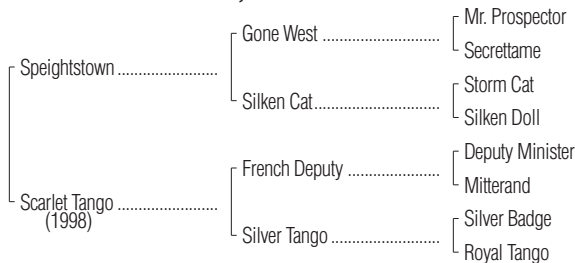 Mr. Prospector
Gone West ........................
Secrettame
Speightstown ....................
Storm Cat
Silken Cat..........................
Silken Doll
Deputy Minister
French Deputy ..................
Mitterand
Scarlet Tango ....................
(1998)
Silver Badge
Silver Tango ......................
Royal Tango